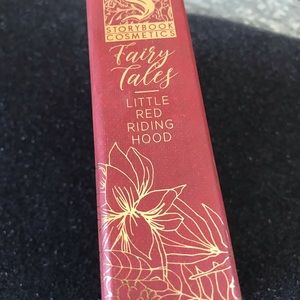 STORYBOOK
COSMETICS
Fairy
Tales
LITTLE
RED
RIDING
HOOD